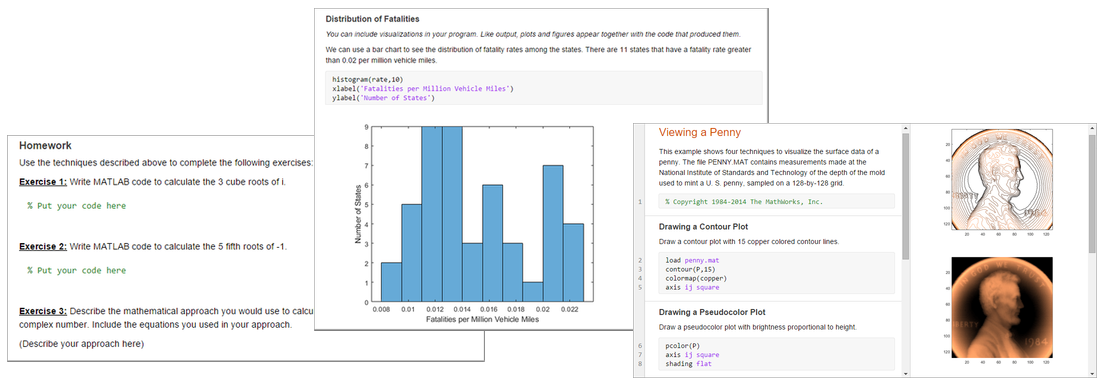 Homework
Use the techniques described above to complete the following exercises:
Exercise 1: Write MATLAB code to calculate the 3 cube roots of i.
% Put your code here
Exercise 2: Write MATLAB code to calculate the 5 fifth roots of -1.
% Put your code here
Exercise 3: Describe the mathematical approach you would use to calcu
complex number. Include the equations you used in your approach.
(Describe your approach here)
Distribution of Fatalities
You can include visualizations in your program. Like output, plots and figures appear together with the code that produced them.
We can use a bar chart to see the distribution of fatality rates among the states. There are 11 states that have a fatality rate greater
than 0.02 per million vehicle miles.
histogram(rate,10)
xlabel('Fatalities per Million Vehicle Miles')
ylabel('Number of States')
9
8
7
6
5
4
3
2
1
0
Number of States
0.008 0.01 0.012 0.014 0.016 0.018 0.02 0.022
Fatalities per Million Vehicle Miles
Viewing a Penny
This example shows four techniques to visualize the surface data of a
penny. The file PENNY.MAT contains measurements made at the
National Institute of Standards and Technology of the depth of the mold
used to mint a U. S. penny, sampled on a 128-by-128 grid.
1 % Copyright 1984-2014 The MathWorks, Inc.
Drawing a Contour Plot
Draw a contour plot with 15 copper colored contour lines.
2 load penny.mat
3 contour(P,15)
4 colormap(copper)
5 axis ij square
Drawing a Pseudocolor Plot
Draw a pseudocolor plot with brightness proportional to height.
6 pcolor(P)
7 axis ij square
8 shading flat
20
40
60
80
100
120
20 40 60 80 100 120
LIBERTY
1984
20
40
60
80
100
120
20 40 60 80 100 120
LIBERTY
1984